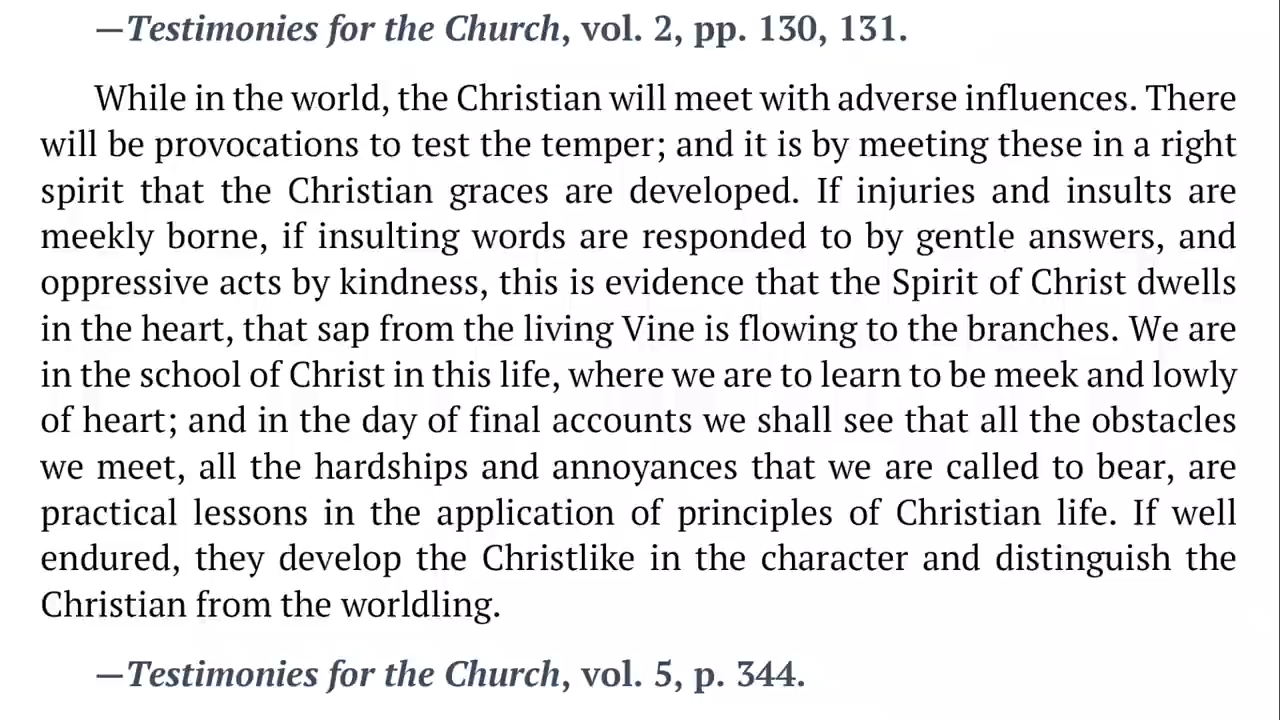 —Testimonies for the Church, vol. 2, pp. 130, 131.
While in the world, the Christian will meet with adverse influences. There
will be provocations to test the temper; and it is by meeting these in a right
spirit that the Christian graces are developed. If injuries and insults are
meekly borne, if insulting words are responded to by gentle answers, and
oppressive acts by kindness, this is evidence that the Spirit of Christ dwells
in the heart, that sap from the living Vine is flowing to the branches. We are
in the school of Christ in this life, where we are to learn to be meek and lowly
of heart; and in the day of final accounts we shall see that all the obstacles
we meet, all the hardships and annoyances that we are called to bear, are
practical lessons in the application of principles of Christian life. If well
endured, they develop the Christlike in the character and distinguish the
Christian from the worldling.
—Testimonies for the Church, vol. 5, p. 344.